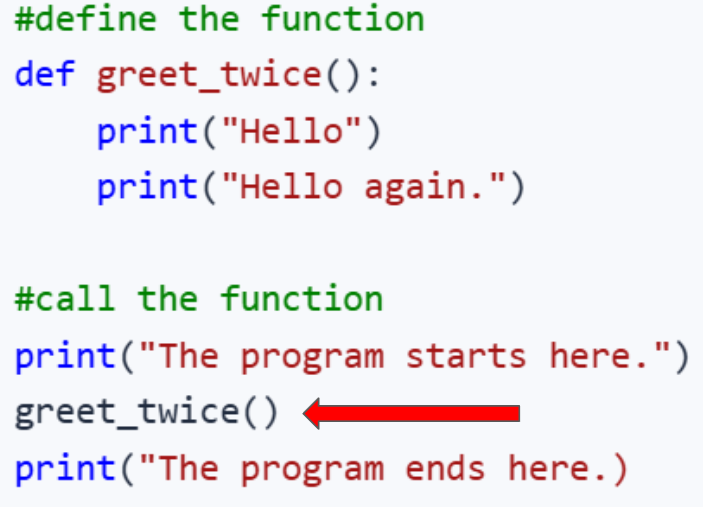 #define the function
def greet_twice():
    print("Hello")
    print("Hello again.")

#call the function
print("The program starts here.")
greet_twice()
print("The program ends here.)